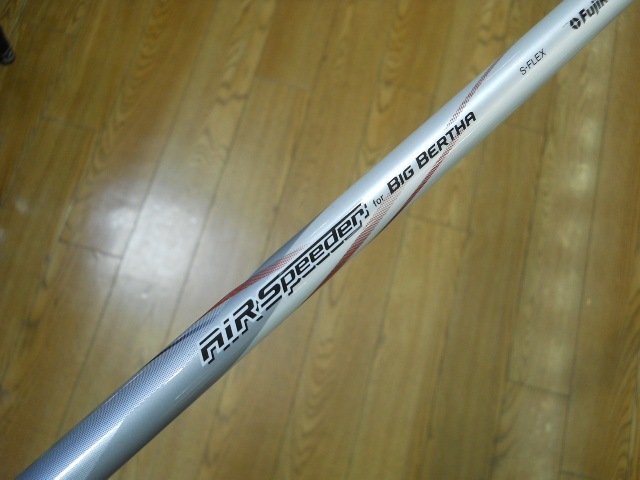 AIR Speeder for BIG BERTHA
S-FLEX